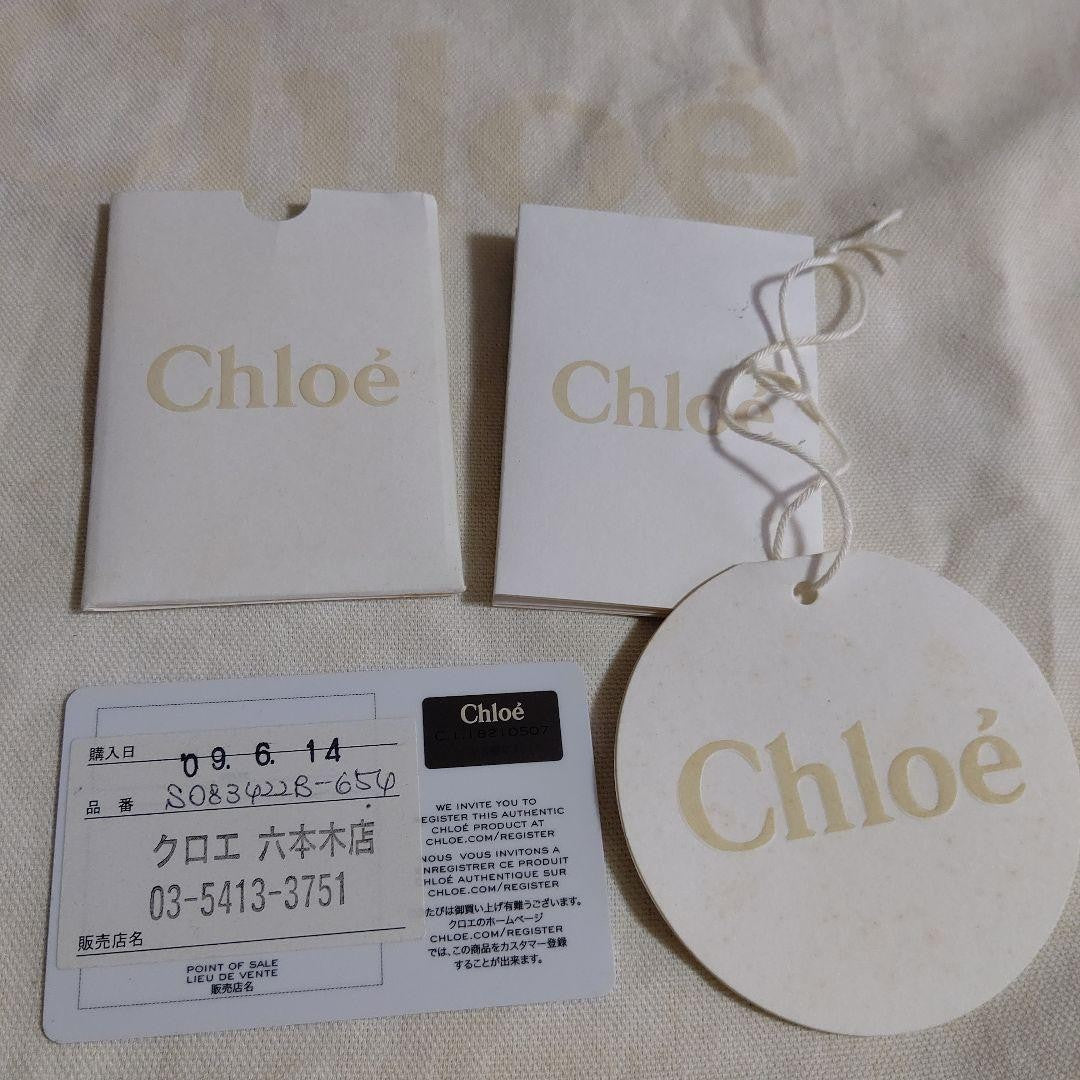 Chloé
Chloé
Chloé
Chloé
購入日 '09. 6. 14
品 番 S083422B-654
クロエ 六本木店
03-5413-3751
販売店名
POINT OF SALE
LIEU DE VENTE
販売店名
Chloé
C.1.18210507
WE INVITE YOU TO
EGISTER THIS AUTHENTIC
CHLOÉ PRODUCT AT
CHLOE.COM/REGISTER
NOUS VOUS INVITONS A
NREGISTRER CE PRODUIT
HLOÉ AUTHENTIQUE SUR
CHLOE.COM/REGISTER
たびは御買い上げ有難うございます。
クロエのホームページ
CHLOE.COM/REGISTER
では、この商品をカスタマー登録
することが出来ます。